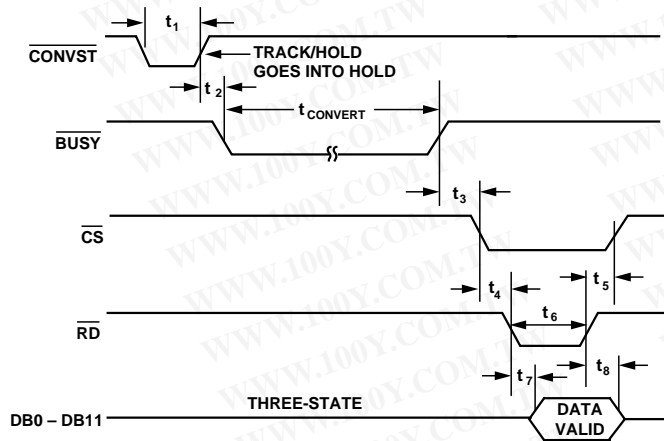 t1
CONVST
TRACK/HOLD
GOES INTO HOLD
t2
tCONVERT
BUSY
t3
CS
t4
t5
t6
RD
t7
t8
THREE-STATE
DB0 – DB11
DATA
VALID
WWW.100Y.COM.TW